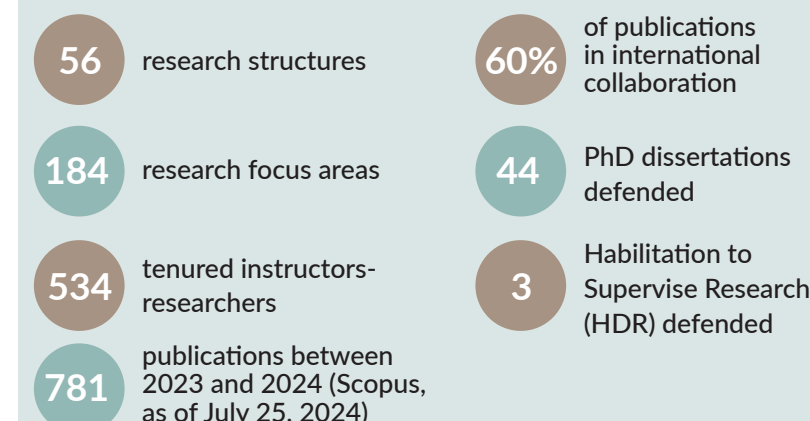 56
research structures
184
research focus areas
534
tenured instructors-
researchers
781
publications between
2023 and 2024 (Scopus,
as of July 25, 2024)
60%
of publications
in international
collaboration
44
PhD dissertations
defended
3
Habilitation to
Supervise Research
(HDR) defended